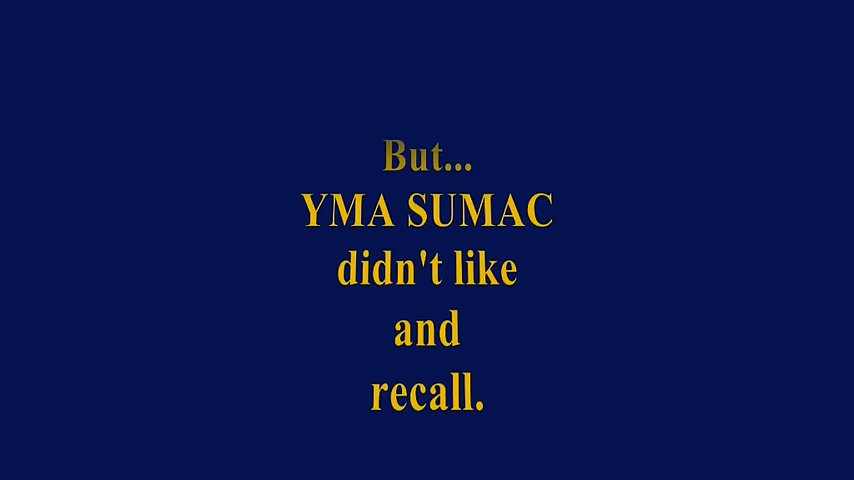 But...
YMA SUMAC
didn't like
and
recall.